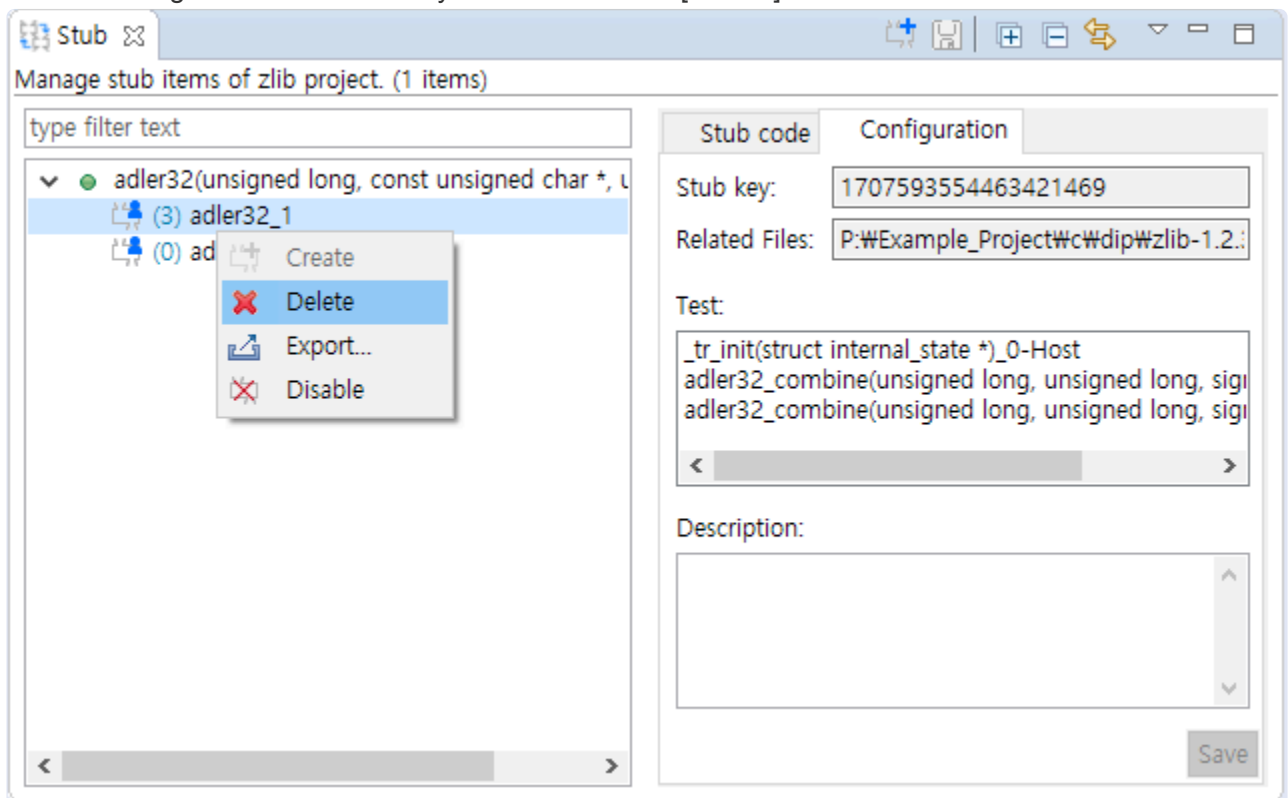 Stub
Manage stub items of zlib project. (1 items)
type filter text
adler32(unsigned long, const unsigned char *, u
(3) adler32_1
(0) ad
Create
Delete
Export...
Disable
Stub code
Configuration
Stub key:
1707593554463421469
Related Files:
P:₩Example_Project₩c₩dip₩zlib-1.2.
Test:
_tr_init(struct internal_state *)_0-Host
adler32_combine(unsigned long, unsigned long, sig
adler32_combine(unsigned long, unsigned long, sig
Description:
Save